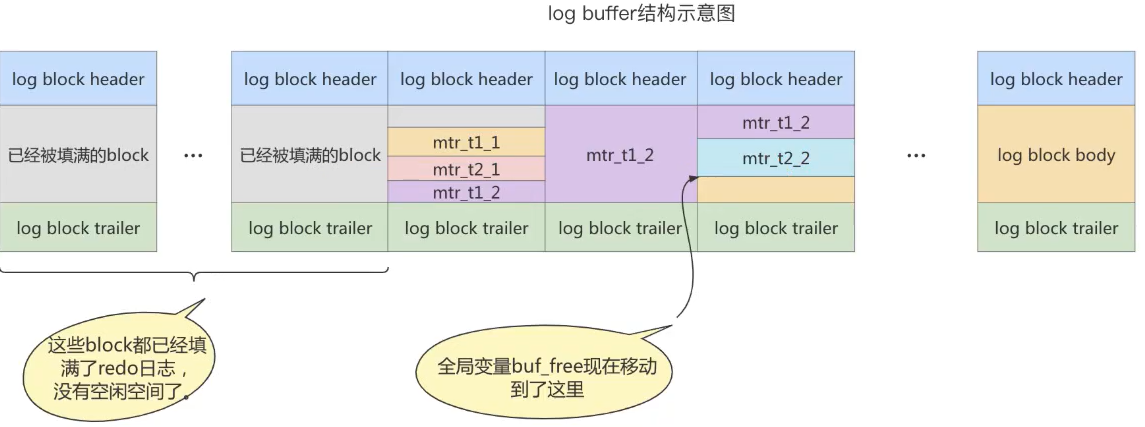 log buffer结构示意图
log block header
log block header
log block header
log block header
log block header
log block header
已经被填满的block
...
已经被填满的block
mtr_t1_1
mtr_t2_1
mtr_t1_2
mtr_t1_2
mtr_t1_2
mtr_t2_2
...
log block body
log block trailer
log block trailer
log block trailer
log block trailer
log block trailer
log block trailer
这些block都已经填
满了redo日志，
没有空闲空间了。
全局变量buf_free现在移动
到了这里